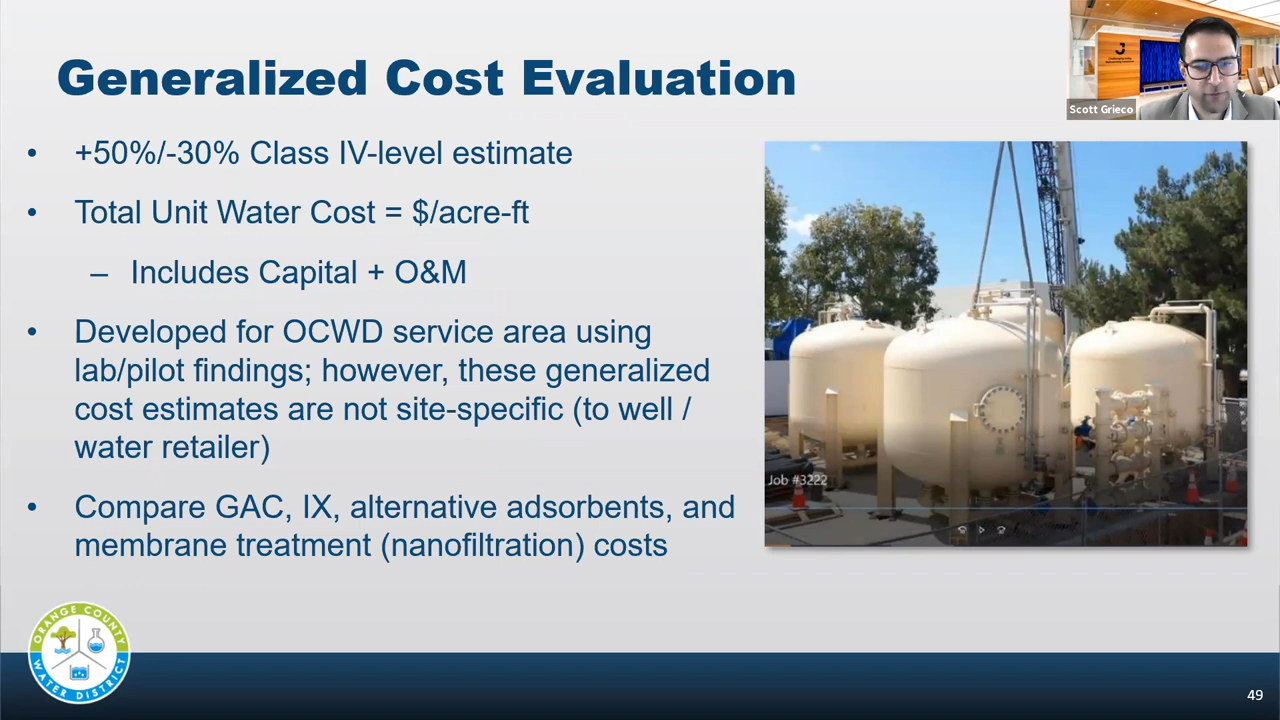 Generalized Cost Evaluation
Scott Grieco
• +50%/-30% Class IV-level estimate
• Total Unit Water Cost = $/acre-ft
– Includes Capital + O&M
• Developed for OCWD service area using
lab/pilot findings; however, these generalized
cost estimates are not site-specific (to well /
water retailer)
• Compare GAC, IX, alternative adsorbents, and
membrane treatment (nanofiltration) costs
Job #3222
ORANGE COUNTY
WATER DISTRICT
49